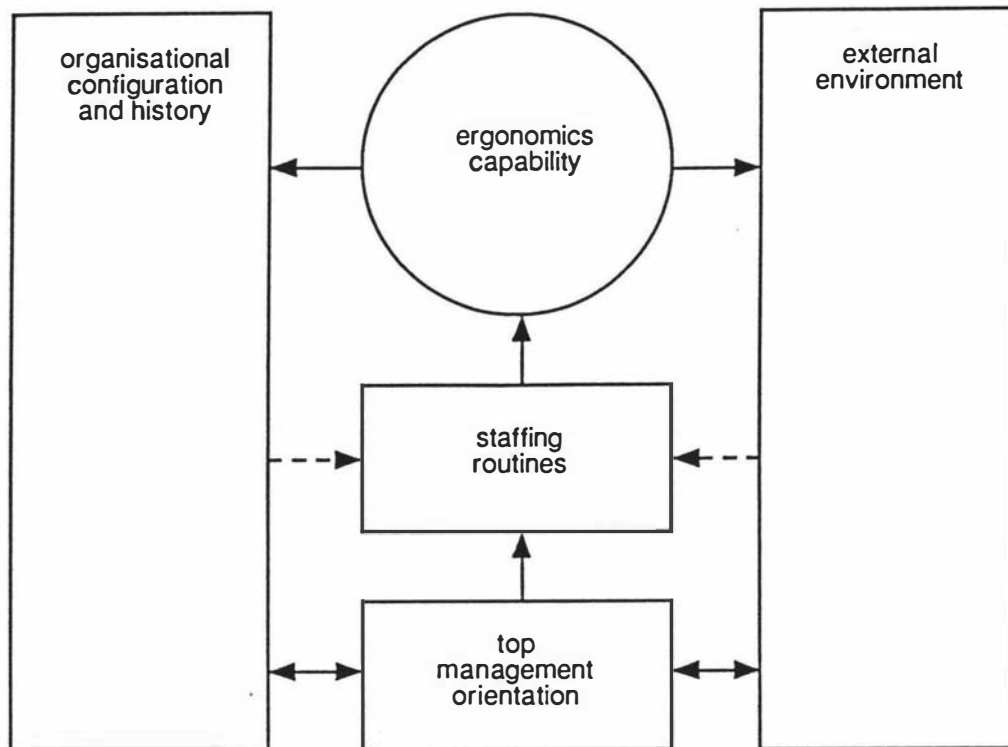 organisational
configuration
and history
ergonomics
capability
external
environment
staffing
routines
top
management
orientation